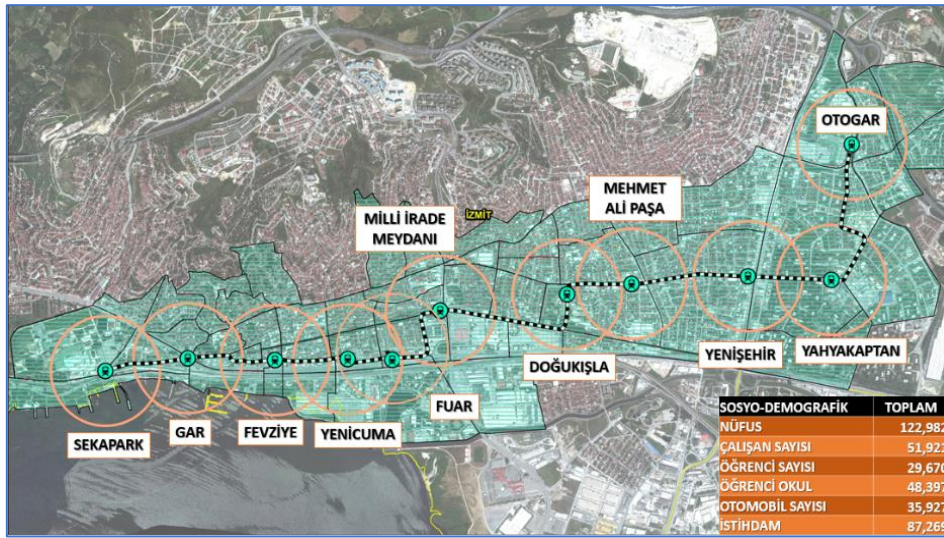 OTOGAR
MEHMET
ALİ PAŞA
MİLLİ İRADE
MEYDANI
İZMİT
DOĞUKIŞLA
YENİŞEHİR
YAHYAKAPTAN
FUAR
SEKAPARK
GAR
FEVZİYE
YENİCUMA
SOSYO-DEMOGRAFİK TOPLAM
NÜFUS 122,982
ÇALIŞAN SAYISI 51,921
ÖĞRENCİ SAYISI 29,670
ÖĞRENCİ OKUL 48,397
OTOMOBİL SAYISI 35,927
İSTİHDAM 87,269